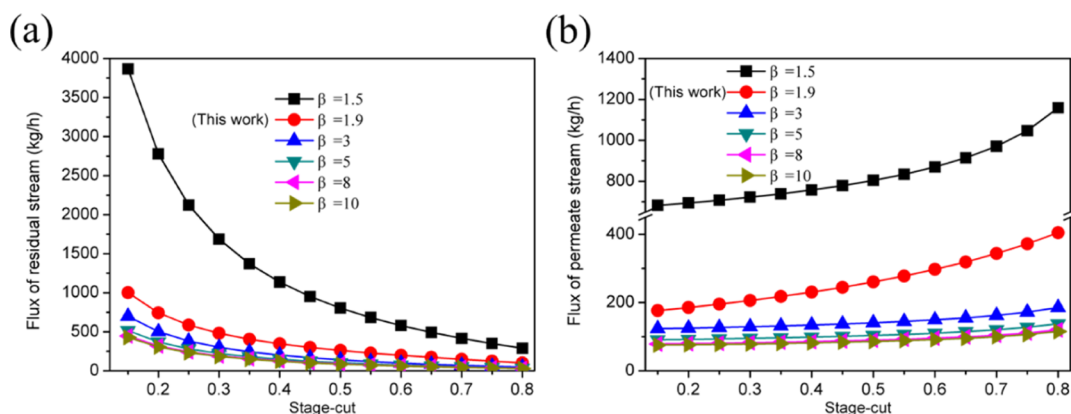 (a)
Flux of residual stream (kg/h)
4000
3500
3000
2500
2000
1500
1000
500
0
β =1.5
(This work) β =1.9
β =3
β =5
β =8
β =10
0.2 0.3 0.4 0.5 0.6 0.7 0.8
Stage-cut
(b)
Flux of permeate stream (kg/h)
1400
1200
1000
800
400
200
0
β =1.5
(This work) β =1.9
β =3
β =5
β =8
β =10
0.2 0.3 0.4 0.5 0.6 0.7 0.8
Stage-cut